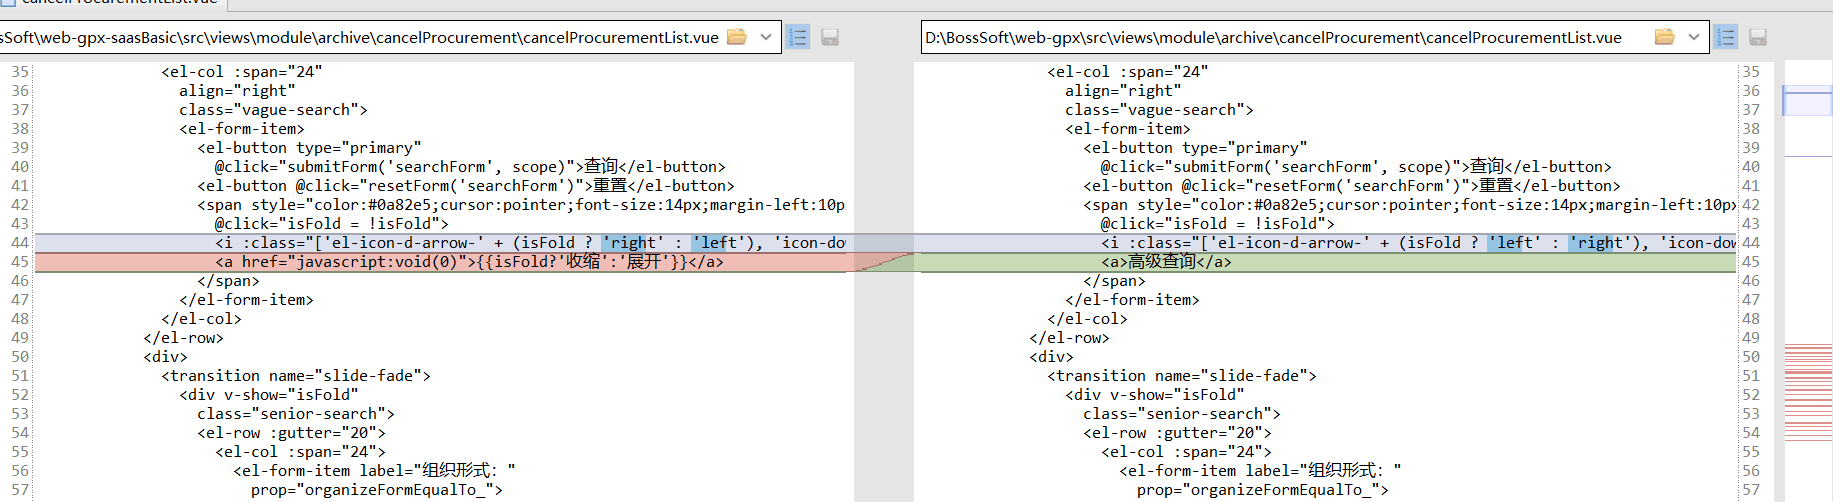 cancelProcurementList.vue
sSoft\web-gpx-saasBasic\src\views\module\archive\cancelProcurement\cancelProcurementList.vue
35 <el-col :span="24"
36 align="right"
37 class="vague-search">
38 <el-form-item>
39 <el-button type="primary"
40 @click="submitForm('searchForm', scope)">查询</el-button>
41 <el-button @click="resetForm('searchForm')">重置</el-button>
42 <span style="color:#0a82e5;cursor:pointer;font-size:14px;margin-left:10p
43 @click="isFold = !isFold">
44 <i :class="['el-icon-d-arrow-' + (isFold ? 'right' : 'left'), 'icon-dow
45 <a href="javascript:void(0)">{{isFold?'收缩':'展开'}}</a>
46 </span>
47 </el-form-item>
48 </el-col>
49 </el-row>
50 <div>
51 <transition name="slide-fade">
52 <div v-show="isFold"
53 class="senior-search">
54 <el-row :gutter="20">
55 <el-col :span="24">
56 <el-form-item label="组织形式："
57 prop="organizeFormEqualTo_">
D:\BossSoft\web-gpx\src\views\module\archive\cancelProcurement\cancelProcurementList.vue
<el-col :span="24" 35
align="right" 36
class="vague-search"> 37
<el-form-item> 38
<el-button type="primary" 39
@click="submitForm('searchForm', scope)">查询</el-button> 40
<el-button @click="resetForm('searchForm')">重置</el-button> 41
<span style="color:#0a82e5;cursor:pointer;font-size:14px;margin-left:10px 42
@click="isFold = !isFold"> 43
<i :class="['el-icon-d-arrow-' + (isFold ? 'left' : 'right'), 'icon-dow 44
<a>高级查询</a> 45
</span> 46
</el-form-item> 47
</el-col> 48
</el-row> 49
<div> 50
<transition name="slide-fade"> 51
<div v-show="isFold" 52
class="senior-search"> 53
<el-row :gutter="20"> 54
<el-col :span="24"> 55
<el-form-item label="组织形式：" 56
prop="organizeFormEqualTo_"> 57